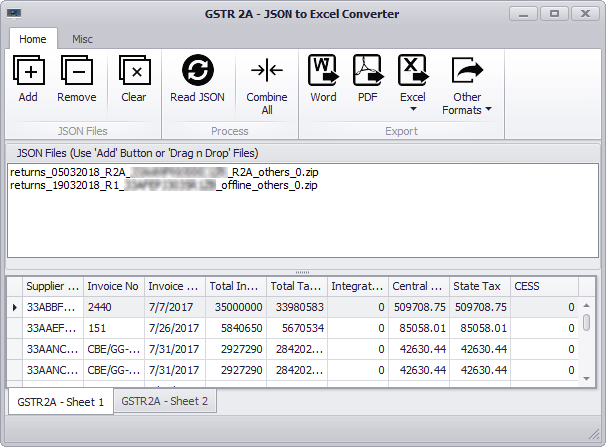 GSTR 2A - JSON to Excel Converter
Home Misc
Add Remove Clear Read JSON Combine All Word PDF Excel Other Formats
JSON Files Process Export
JSON Files (Use 'Add' Button or 'Drag n Drop' Files)
returns_05032018_R2A_ _R2A_others_0.zip
returns_19032018_R1_ _offline_others_0.zip
Supplier ... Invoice No Invoice ... Total In... Total Ta... Integrat... Central ... State Tax CESS
33ABBF... 2440 7/7/2017 35000000 33980583 0 509708.75 509708.75 0
33AAEF... 151 7/26/2017 5840650 5670534 0 85058.01 85058.01 0
33AANC... CBE/GG-... 7/31/2017 2927290 284202... 0 42630.44 42630.44 0
33AANC... CBE/GG-... 7/31/2017 2927290 284202... 0 42630.44 42630.44 0
GSTR2A - Sheet 1 GSTR2A - Sheet 2